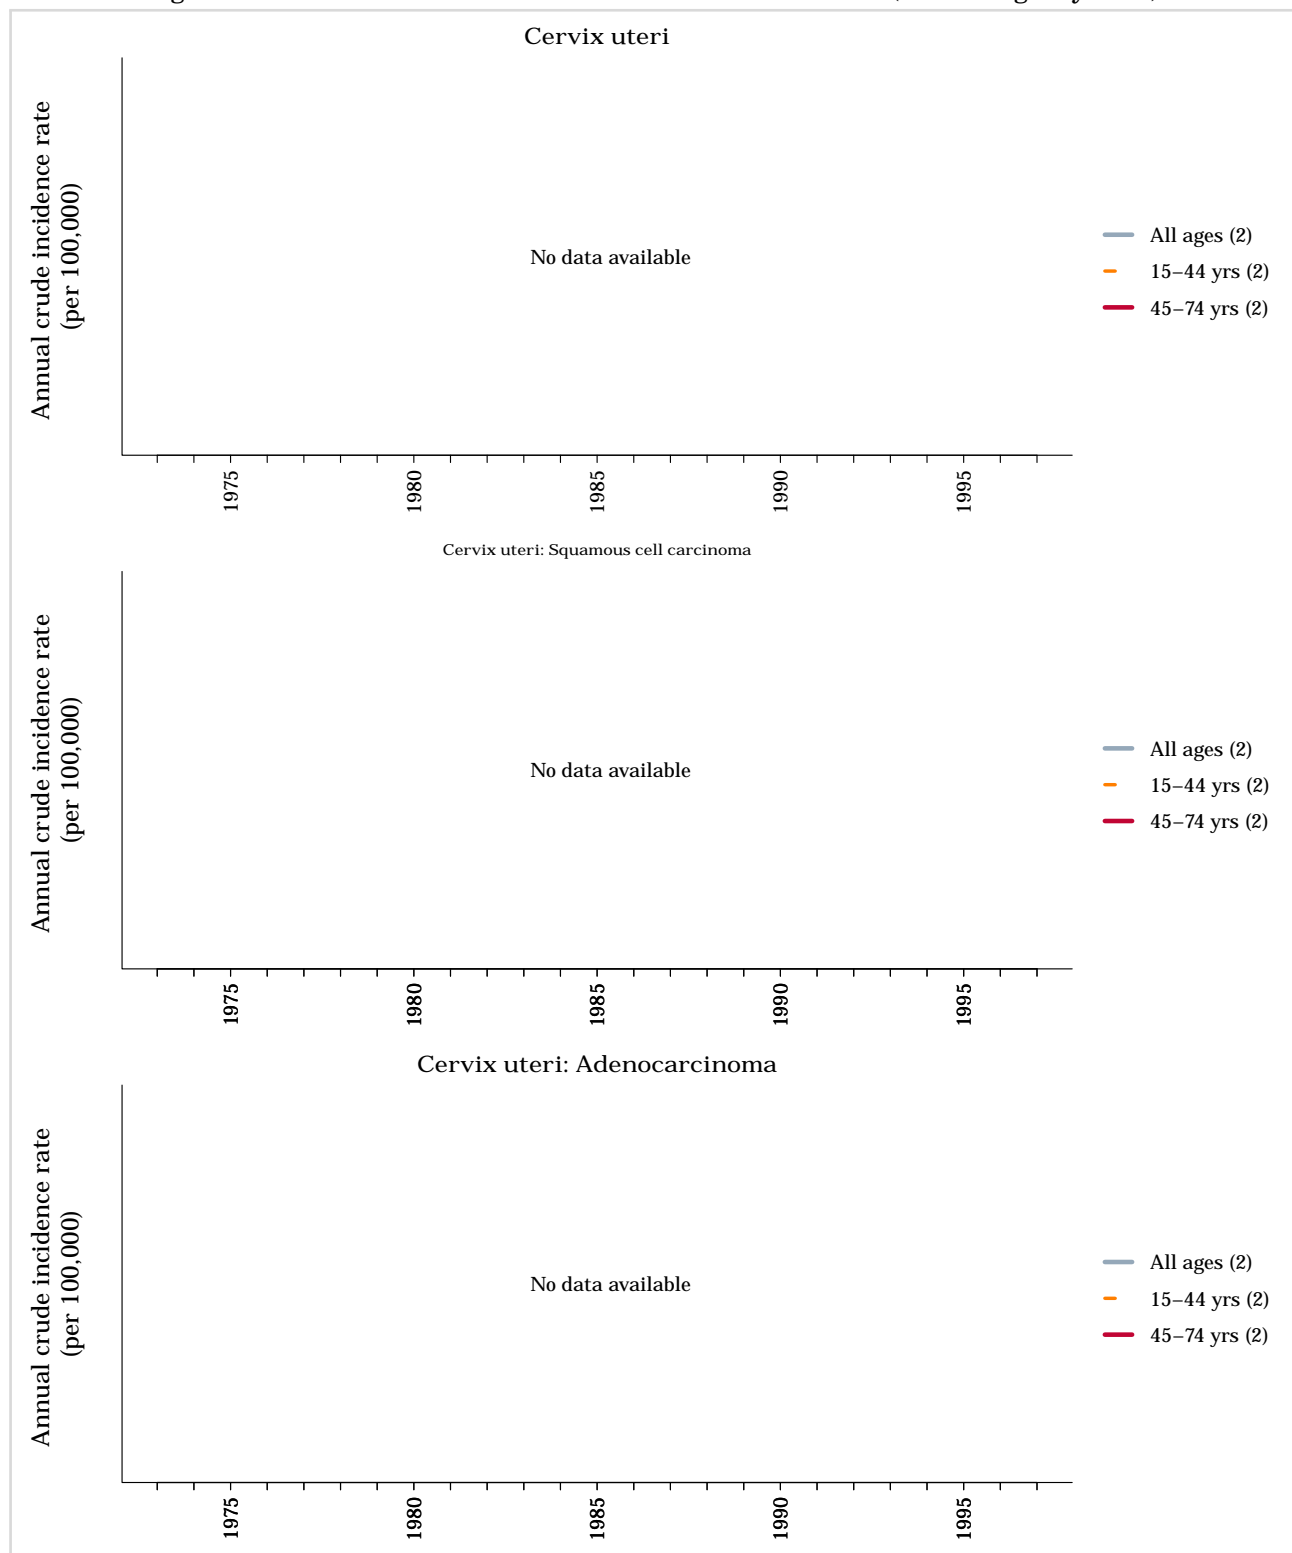 Cervix uteri
Annual crude incidence rate
(per 100,000)
No data available
All ages (2)
15–44 yrs (2)
45–74 yrs (2)
1975
1980
1985
1990
1995
Cervix uteri: Squamous cell carcinoma
Annual crude incidence rate
(per 100,000)
No data available
All ages (2)
15–44 yrs (2)
45–74 yrs (2)
1975
1980
1985
1990
1995
Cervix uteri: Adenocarcinoma
Annual crude incidence rate
(per 100,000)
No data available
All ages (2)
15–44 yrs (2)
45–74 yrs (2)
1975
1980
1985
1990
1995